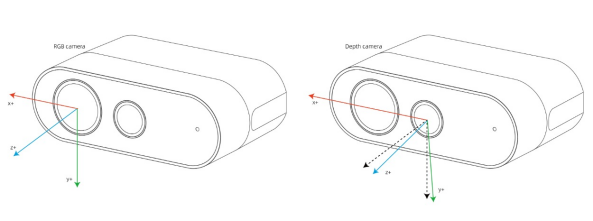 RGB camera
x+
z+
y+
Depth camera
x+
z+
y+